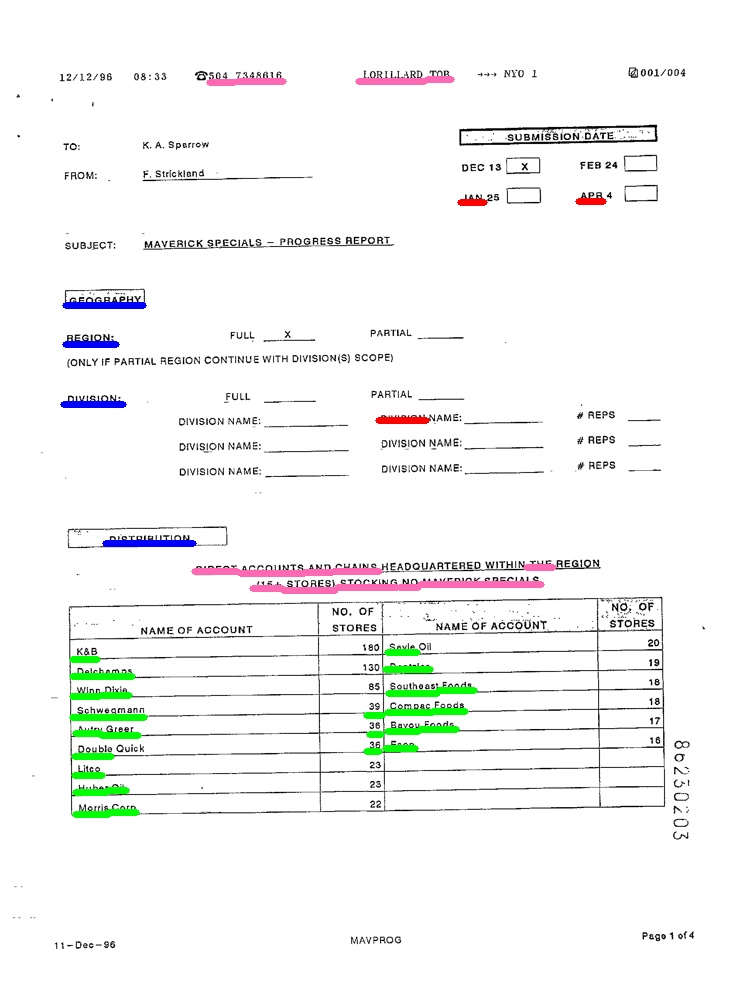 12/12/96 08:33 ☎504 7348616 LORILLARD TOB →→→ NYO 1 001/004
SUBMISSION DATE
TO: K. A. Sparrow
DEC 13 X FEB 24
FROM: F. Strickland
JAN 25 APR 4
SUBJECT: MAVERICK SPECIALS – PROGRESS REPORT
GEOGRAPHY
REGION: FULL X PARTIAL
(ONLY IF PARTIAL REGION CONTINUE WITH DIVISION(S) SCOPE)
DIVISION: FULL PARTIAL
DIVISION NAME: DIVISION NAME: # REPS
DIVISION NAME: DIVISION NAME: # REPS
DIVISION NAME: DIVISION NAME: # REPS
DISTRIBUTION
DIRECT ACCOUNTS AND CHAINS HEADQUARTERED WITHIN THE REGION
(15+ STORES) STOCKING NO MAVERICK SPECIALS
NAME OF ACCOUNT NO. OF STORES NAME OF ACCOUNT NO. OF STORES
K&B 180 Sayle Oil 20
Delchamps 130 19
Winn Dixie 85 Southeast Foods 18
Schwegmann 39 Compac Foods 18
Autry Greer 36 Bayou Foods 17
Double Quick 36 16
Litco 23
Huber Oil 23
Morris Corp 22
86230203
11–Dec–96 MAVPROG Page 1 of 4